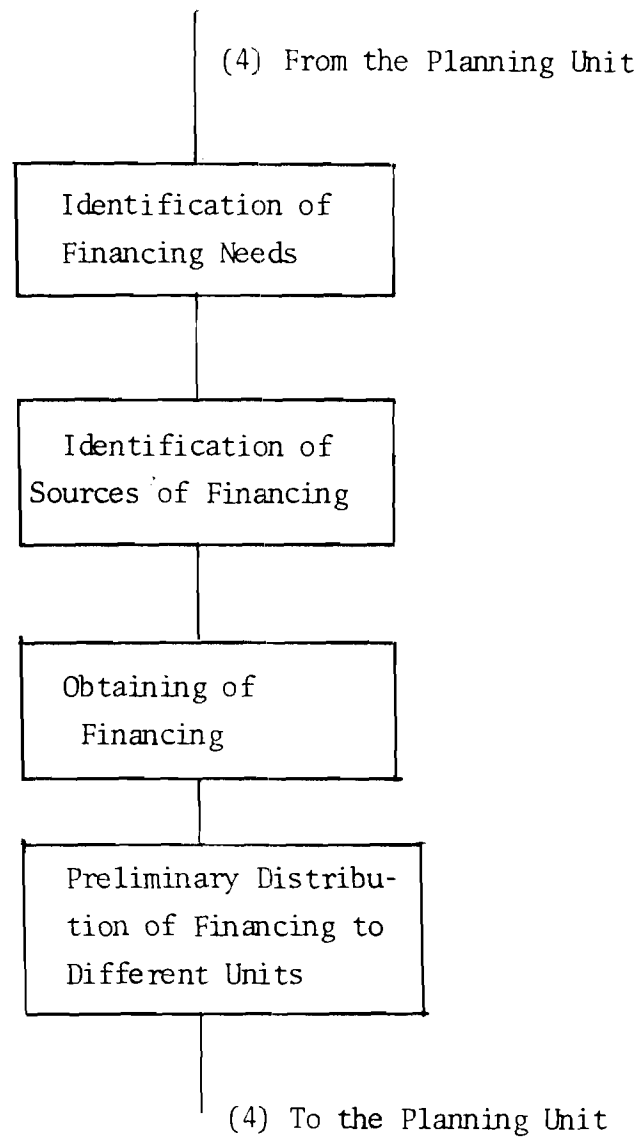 (4) From the Planning Unit
Identification of
Financing Needs
Identification of
Sources of Financing
Obtaining of
Financing
Preliminary Distribu-
tion of Financing to
Different Units
(4) To the Planning Unit